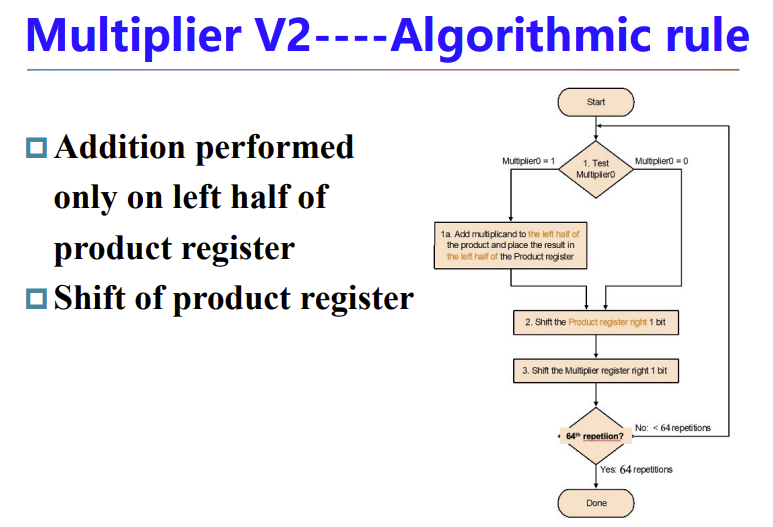 Multiplier V2----Algorithmic rule
Addition performed
only on left half of
product register
Shift of product register
Start
1. Test
Multiplier0
Multiplier0 = 1
Multiplier0 = 0
1a. Add multiplicand to the left half of
the product and place the result in
the left half of the Product register
2. Shift the Product register right 1 bit
3. Shift the Multiplier register right 1 bit
64th repetiion?
No: < 64 repetitions
Yes: 64 repetitions
Done